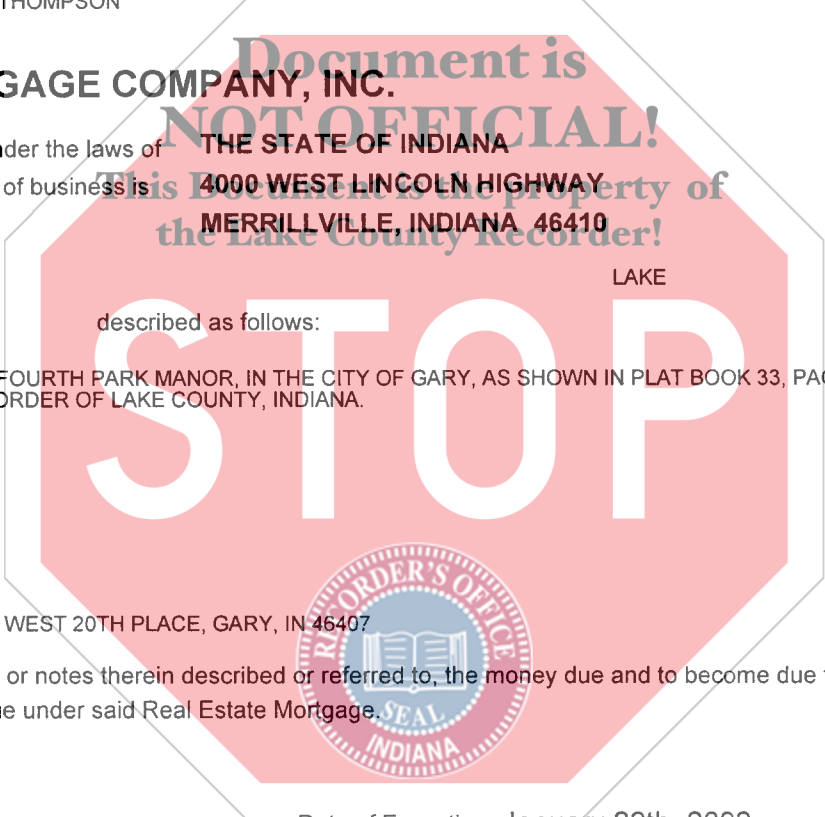 THOMPSON
Document is
GAGE COMPANY, INC.
NOT OFFICIAL!
nder the laws of THE STATE OF INDIANA
of business is 4000 WEST LINCOLN HIGHWAY
This Document is the property of
MERRILLVILLE, INDIANA 46410
the Lake County Recorder!
LAKE
described as follows:
FOURTH PARK MANOR, IN THE CITY OF GARY, AS SHOWN IN PLAT BOOK 33, PAG
ORDER OF LAKE COUNTY, INDIANA.
STOP
RECORDER'S OFFICE
WEST 20TH PLACE, GARY, IN 46407
or notes therein described or referred to, the money due and to become due
e under said Real Estate Mortgage.
SEAL
INDIANA